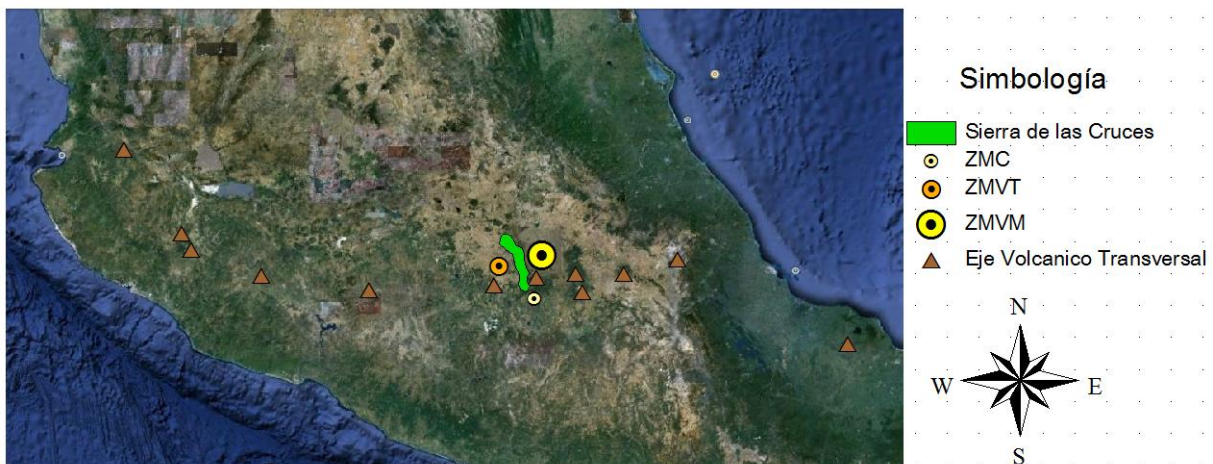 Simbología
Sierra de las Cruces
ZMC
ZMVT
ZMVM
Eje Volcanico Transversal
N
W E
S